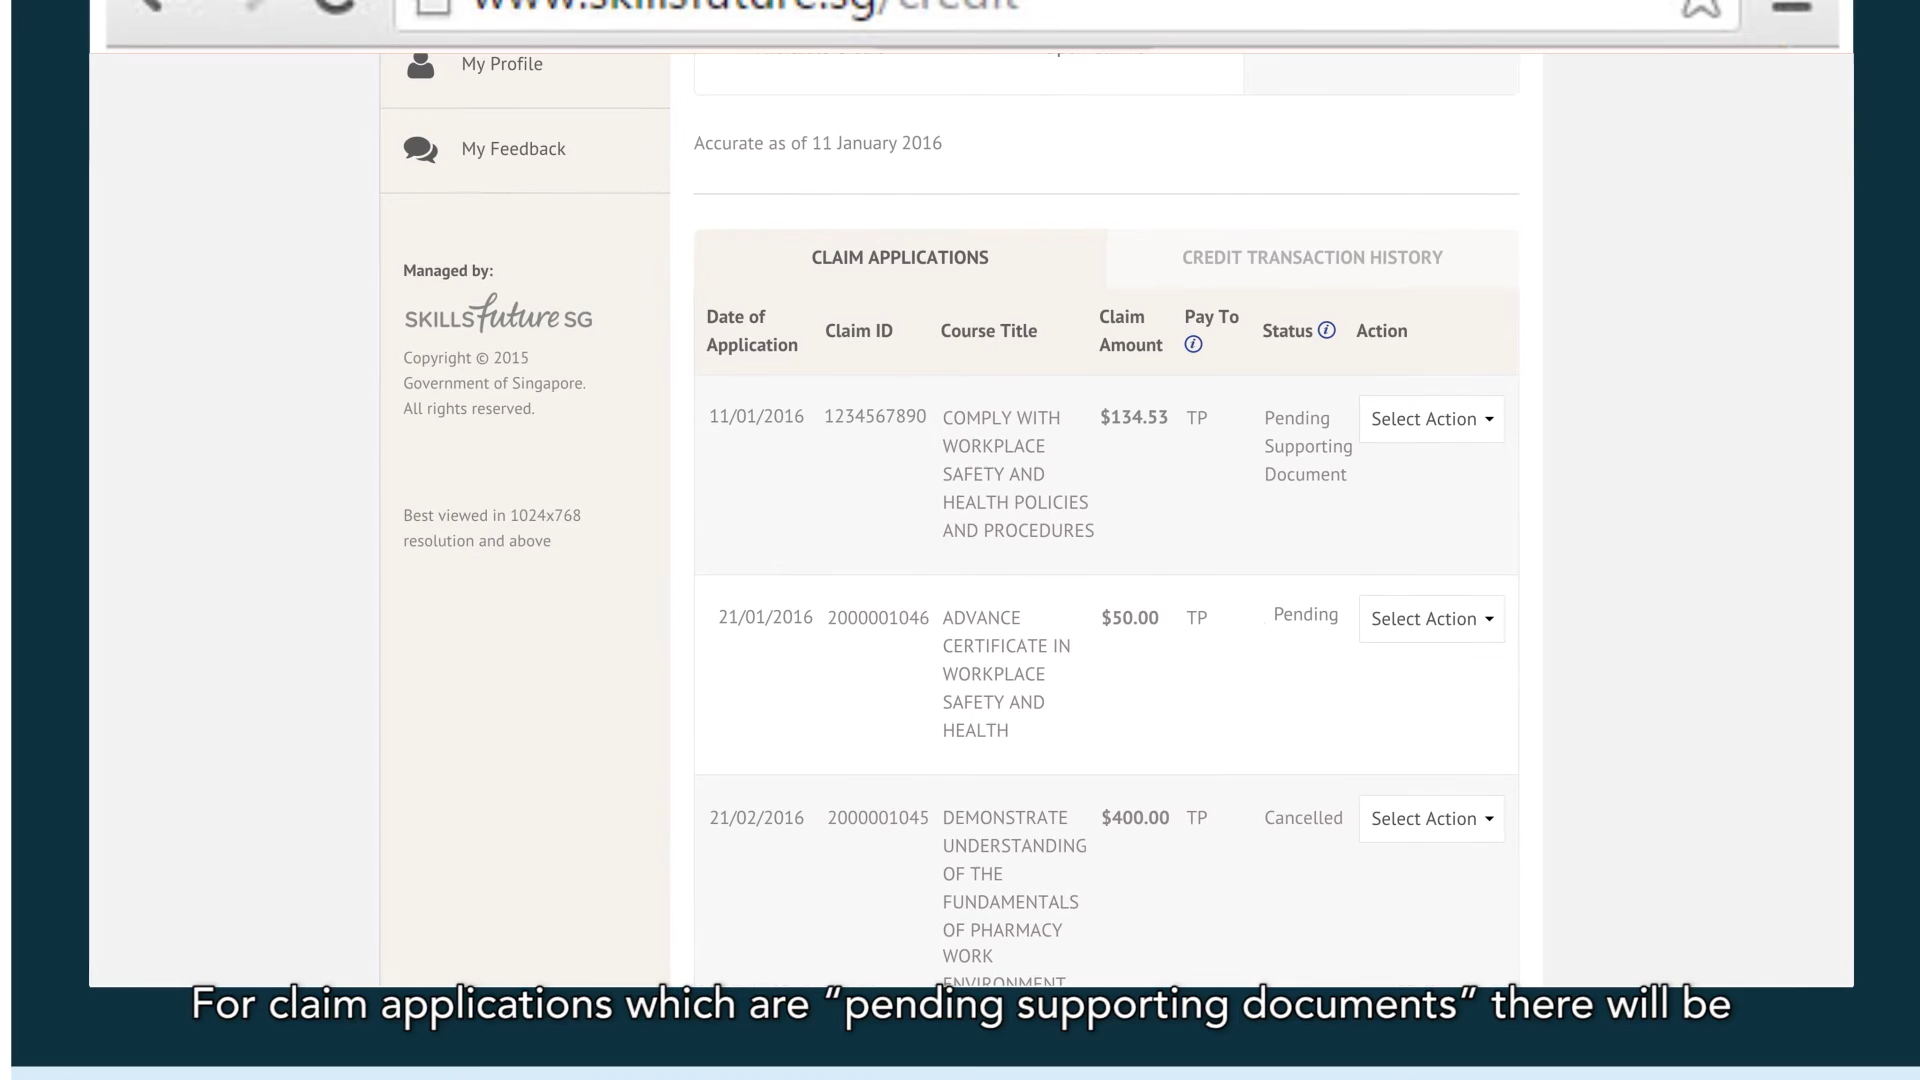 www.skillsfuture.sg/credit
My Profile
Accurate as of 11 January 2016
My Feedback
Managed by:
SKILLSfuture SG
Copyright © 2015
Government of Singapore.
All rights reserved.
Best viewed in 1024x768
resolution and above
CLAIM APPLICATIONS
CREDIT TRANSACTION HISTORY
Date of
Application
Claim ID
Course Title
Claim
Amount
Pay To
Status
Action
11/01/2016
1234567890
COMPLY WITH
WORKPLACE
SAFETY AND
HEALTH POLICIES
AND PROCEDURES
$134.53
TP
Pending
Supporting
Document
Select Action
21/01/2016
2000001046
ADVANCE
CERTIFICATE IN
WORKPLACE
SAFETY AND
HEALTH
$50.00
TP
Pending
Select Action
21/02/2016
2000001045
DEMONSTRATE
UNDERSTANDING
OF THE
FUNDAMENTALS
OF PHARMACY
WORK
ENVIRONMENT
$400.00
TP
Cancelled
Select Action
For claim applications which are “pending supporting documents” there will be